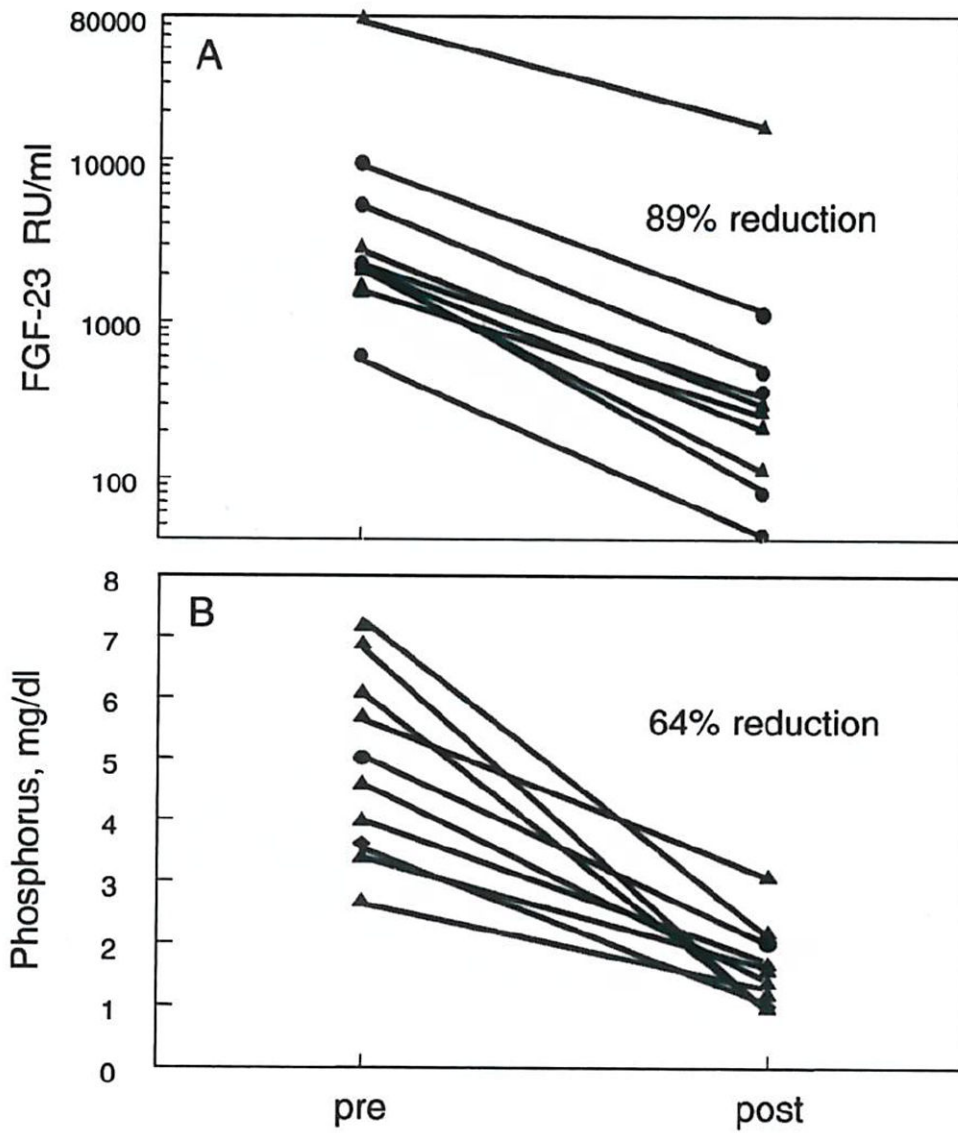 80000
A
10000
89% reduction
1000
100
FGF-23 RU/ml
8
B
7
6
64% reduction
5
4
3
2
1
0
Phosphorus, mg/dl
pre
post